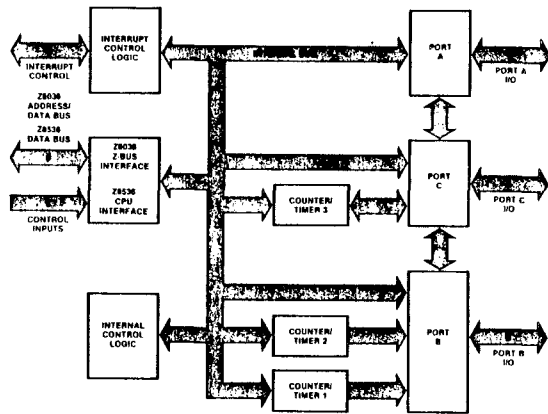 INTERRUPT
CONTROL
LOGIC
PORT
A
INTERRUPT
CONTROL
PORT A
I/O
Z8036
ADDRESS/
DATA BUS
Z8536
DATA BUS
8
Z8036
Z-BUS
INTERFACE
Z8536
CPU
INTERFACE
CONTROL
INPUTS
PORT
C
PORT C
I/O
COUNTER/
TIMER 3
INTERNAL
CONTROL
LOGIC
COUNTER/
TIMER 2
PORT
B
PORT B
I/O
COUNTER/
TIMER 1